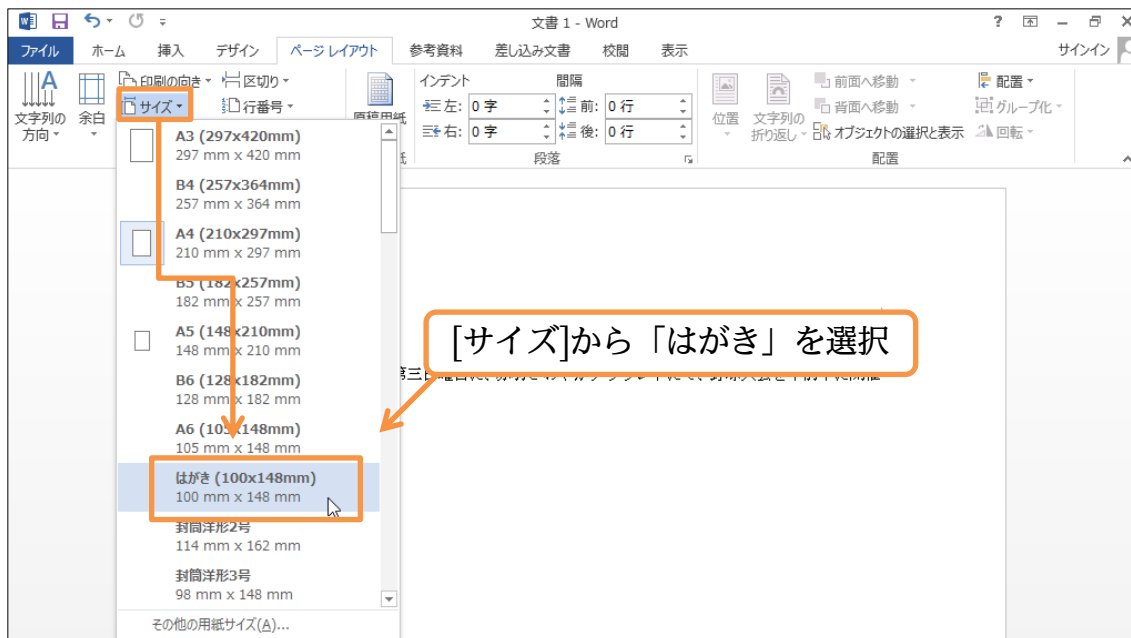 文書 1 - Word
ファイル ホーム 挿入 デザイン ページ レイアウト 参考資料 差し込み文書 校閲 表示 サインイン
文字列の方向
余白
印刷の向き
サイズ
区切り
行番号
原稿用紙
インデント 間隔
左: 0 字 前: 0 行
右: 0 字 後: 0 行
段落
位置
文字列の折り返し
前面へ移動
背面へ移動
オブジェクトの選択と表示
配置
グループ化
回転
配置
A3 (297x420mm)
297 mm x 420 mm
B4 (257x364mm)
257 mm x 364 mm
A4 (210x297mm)
210 mm x 297 mm
B5 (182x257mm)
182 mm x 257 mm
A5 (148x210mm)
148 mm x 210 mm
B6 (128x182mm)
128 mm x 182 mm
A6 (105x148mm)
105 mm x 148 mm
はがき (100x148mm)
100 mm x 148 mm
封筒洋形2号
114 mm x 162 mm
封筒洋形3号
98 mm x 148 mm
その他の用紙サイズ(A)...
[サイズ]から「はがき」を選択